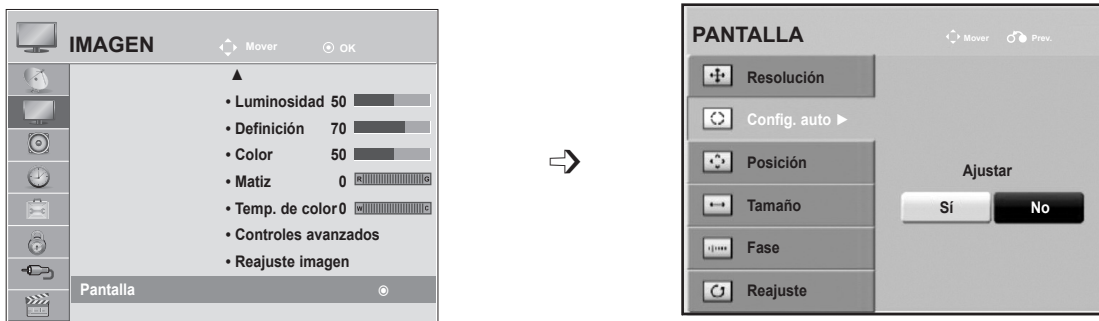 IMAGEN Mover OK
▲
• Luminosidad 50
• Definición 70
• Color 50
• Matiz 0 R G
• Temp. de color 0 W C
• Controles avanzados
• Reajuste imagen
Pantalla
PANTALLA Mover Prev.
Resolución
Config. auto ►
Posición
Tamaño
Fase
Reajuste
Ajustar
Sí No